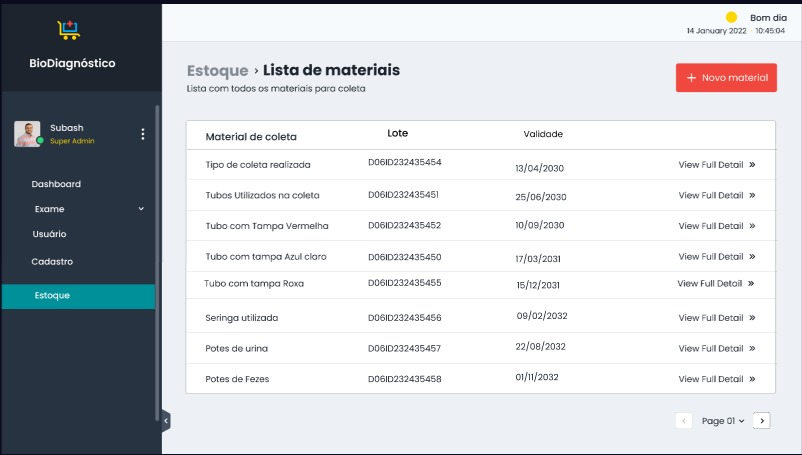 Bom dia
14 January 2022 · 10:45:04
BioDiagnóstico
Subash
Super Admin
Dashboard
Exame
Usuário
Cadastro
Estoque
Estoque › Lista de materiais
Lista com todos os materiais para coleta
+ Novo material
Material de coleta Lote Validade
Tipo de coleta realizada D06ID232435454 13/04/2030 View Full Detail »
Tubos Utilizados na coleta D06ID232435451 25/06/2030 View Full Detail »
Tubo com Tampa Vermelha D06ID232435452 10/09/2030 View Full Detail »
Tubo com tampa Azul claro D06ID232435450 17/03/2031 View Full Detail »
Tubo com tampa Roxa D06ID232435455 15/12/2031 View Full Detail »
Seringa utilizada D06ID232435456 09/02/2032 View Full Detail »
Potes de urina D06ID232435457 22/08/2032 View Full Detail »
Potes de Fezes D06ID232435458 01/11/2032 View Full Detail »
‹ Page 01 ›